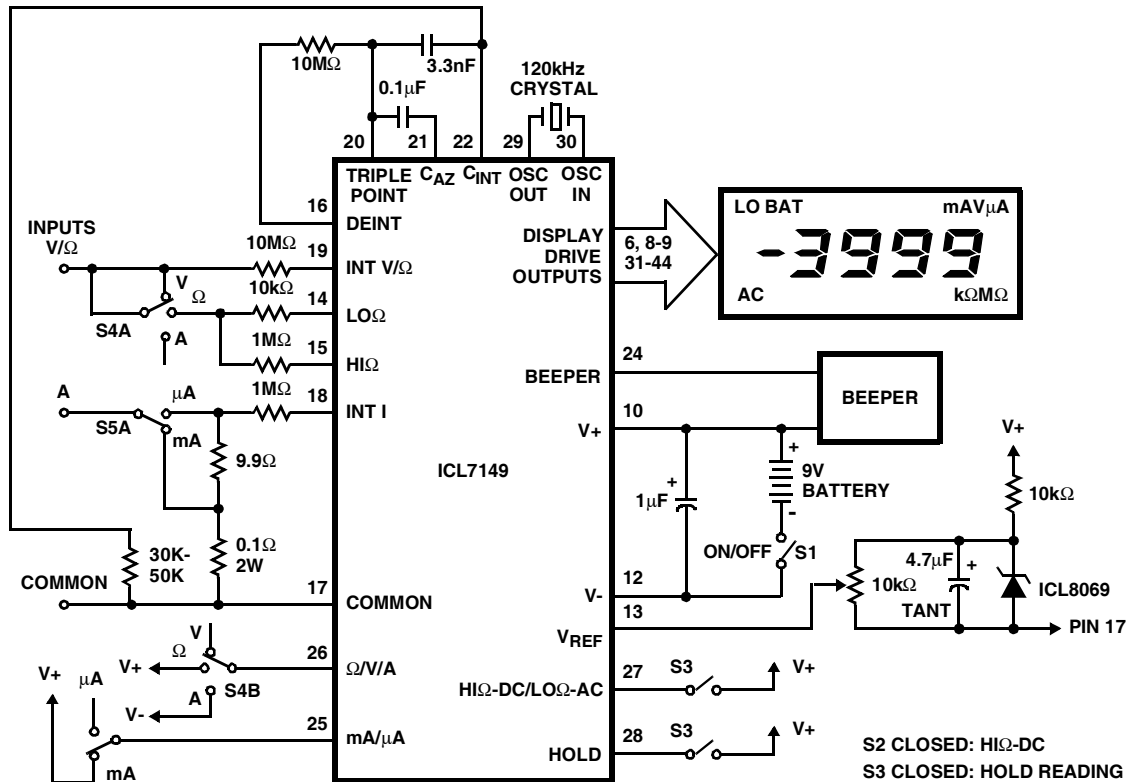 10MΩ
3.3nF
0.1μF
120kHz
CRYSTAL
20
21
22
29
30
TRIPLE
POINT
CAZ
CINT
OSC
OUT
OSC
IN
16
DEINT
INPUTS
V/Ω
10MΩ
19
INT V/Ω
10kΩ
14
LOΩ
V
Ω
S4A
A
1MΩ
15
HIΩ
1MΩ
18
INT I
A
μA
S5A
mA
9.9Ω
0.1Ω
2W
30K-
50K
COMMON
17
COMMON
V
Ω
V+
26
Ω/V/A
A
S4B
V-
V+
μA
mA
25
mA/μA
ICL7149
DISPLAY
DRIVE
OUTPUTS
6, 8-9
31-44
LO BAT
mAVμA
-3999
AC
kΩMΩ
24
BEEPER
BEEPER
10
V+
+
1μF
+
9V
BATTERY
-
ON/OFF
S1
12
V-
13
VREF
V+
10kΩ
10kΩ
4.7μF
+
TANT
ICL8069
PIN 17
27
HIΩ-DC/LOΩ-AC
S3
V+
28
HOLD
S3
V+
S2 CLOSED: HIΩ-DC
S3 CLOSED: HOLD READING